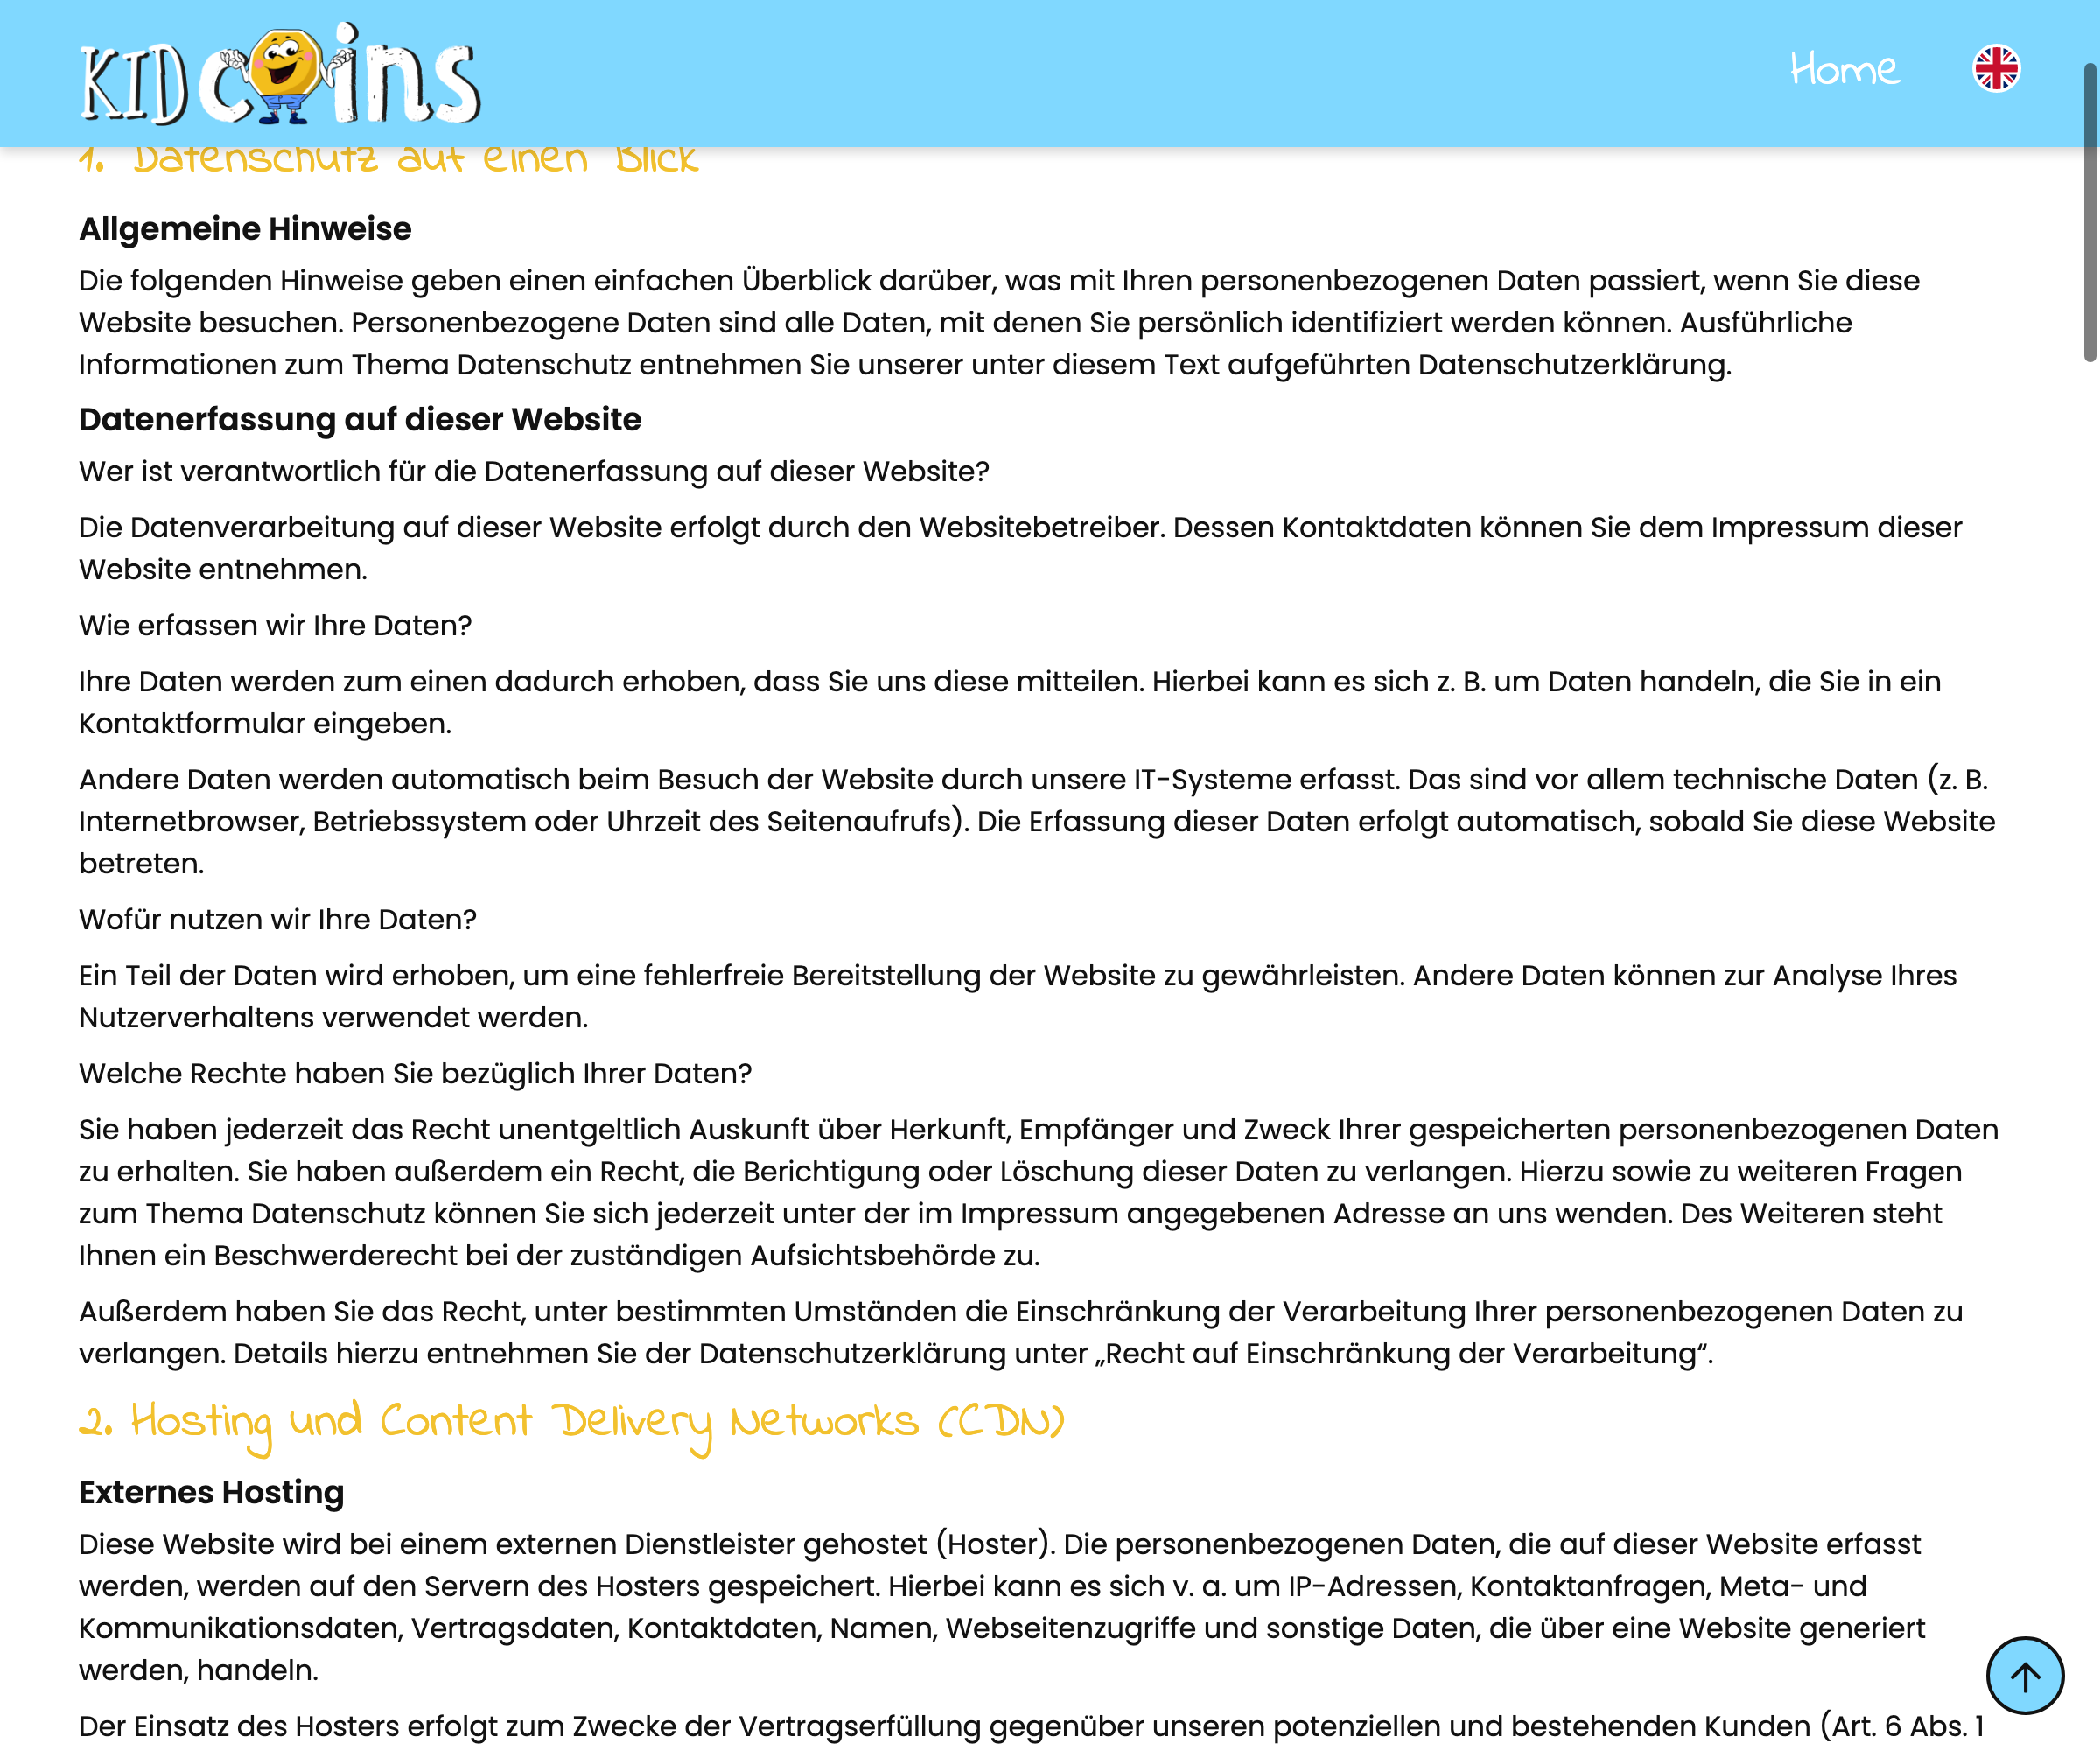 KID coins
Home
1. Datenschutz auf einen Blick
Allgemeine Hinweise
Die folgenden Hinweise geben einen einfachen Überblick darüber, was mit Ihren personenbezogenen Daten passiert, wenn Sie diese
Website besuchen. Personenbezogene Daten sind alle Daten, mit denen Sie persönlich identifiziert werden können. Ausführliche
Informationen zum Thema Datenschutz entnehmen Sie unserer unter diesem Text aufgeführten Datenschutzerklärung.
Datenerfassung auf dieser Website
Wer ist verantwortlich für die Datenerfassung auf dieser Website?
Die Datenverarbeitung auf dieser Website erfolgt durch den Websitebetreiber. Dessen Kontaktdaten können Sie dem Impressum dieser
Website entnehmen.
Wie erfassen wir Ihre Daten?
Ihre Daten werden zum einen dadurch erhoben, dass Sie uns diese mitteilen. Hierbei kann es sich z. B. um Daten handeln, die Sie in ein
Kontaktformular eingeben.
Andere Daten werden automatisch beim Besuch der Website durch unsere IT-Systeme erfasst. Das sind vor allem technische Daten (z. B.
Internetbrowser, Betriebssystem oder Uhrzeit des Seitenaufrufs). Die Erfassung dieser Daten erfolgt automatisch, sobald Sie diese Website
betreten.
Wofür nutzen wir Ihre Daten?
Ein Teil der Daten wird erhoben, um eine fehlerfreie Bereitstellung der Website zu gewährleisten. Andere Daten können zur Analyse Ihres
Nutzerverhaltens verwendet werden.
Welche Rechte haben Sie bezüglich Ihrer Daten?
Sie haben jederzeit das Recht unentgeltlich Auskunft über Herkunft, Empfänger und Zweck Ihrer gespeicherten personenbezogenen Daten
zu erhalten. Sie haben außerdem ein Recht, die Berichtigung oder Löschung dieser Daten zu verlangen. Hierzu sowie zu weiteren Fragen
zum Thema Datenschutz können Sie sich jederzeit unter der im Impressum angegebenen Adresse an uns wenden. Des Weiteren steht
Ihnen ein Beschwerderecht bei der zuständigen Aufsichtsbehörde zu.
Außerdem haben Sie das Recht, unter bestimmten Umständen die Einschränkung der Verarbeitung Ihrer personenbezogenen Daten zu
verlangen. Details hierzu entnehmen Sie der Datenschutzerklärung unter „Recht auf Einschränkung der Verarbeitung“.
2. Hosting und Content Delivery Networks (CDN)
Externes Hosting
Diese Website wird bei einem externen Dienstleister gehostet (Hoster). Die personenbezogenen Daten, die auf dieser Website erfasst
werden, werden auf den Servern des Hosters gespeichert. Hierbei kann es sich v. a. um IP-Adressen, Kontaktanfragen, Meta- und
Kommunikationsdaten, Vertragsdaten, Kontaktdaten, Namen, Webseitenzugriffe und sonstige Daten, die über eine Website generiert
werden, handeln.
Der Einsatz des Hosters erfolgt zum Zwecke der Vertragserfüllung gegenüber unseren potenziellen und bestehenden Kunden (Art. 6 Abs. 1